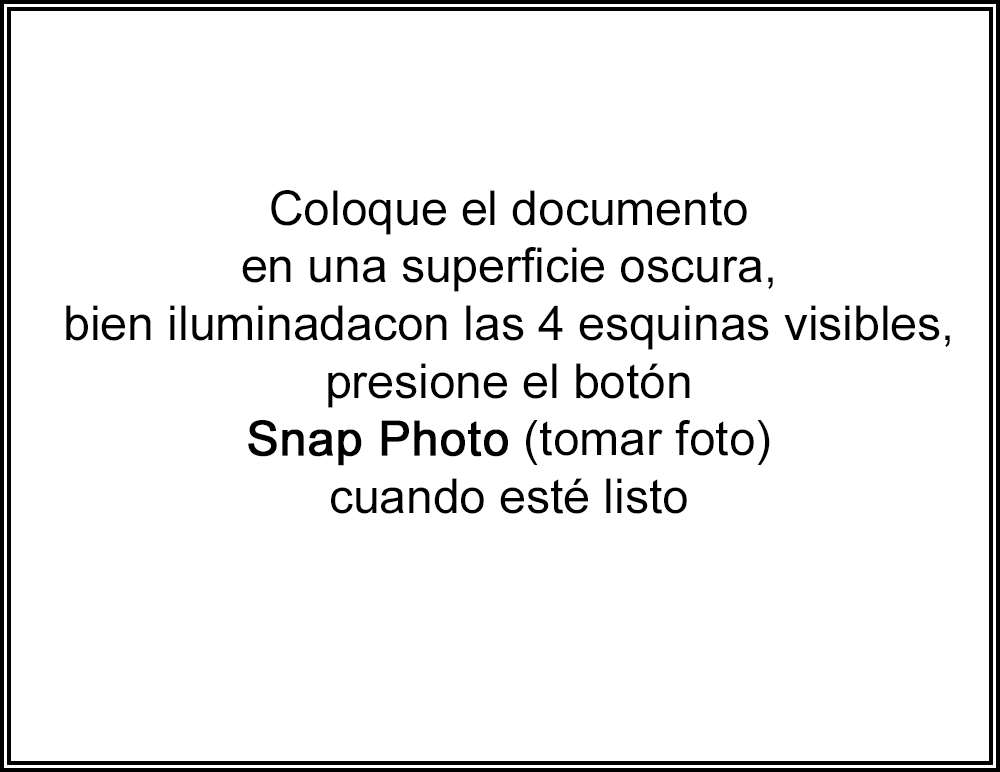 Coloque el documento
en una superficie oscura,
bien iluminadacon las 4 esquinas visibles,
presione el botón
Snap Photo (tomar foto)
cuando esté listo